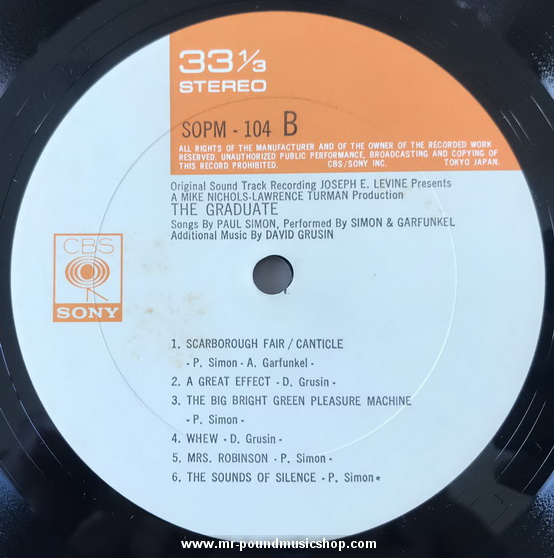 33 1/3
STEREO
SOPM - 104 B
ALL RIGHTS OF THE MANUFACTURER AND OF THE OWNER OF THE RECORDED WORK
RESERVED. UNAUTHORIZED PUBLIC PERFORMANCE, BROADCASTING AND COPYING OF
THIS RECORD PROHIBITED. CBS/SONY INC. TOKYO JAPAN.
Original Sound Track Recording JOSEPH E. LEVINE Presents
A MIKE NICHOLS-LAWRENCE TURMAN Production
THE GRADUATE
Songs By PAUL SIMON, Performed By SIMON & GARFUNKEL
Additional Music By DAVID GRUSIN
CBS
SONY
1. SCARBOROUGH FAIR / CANTICLE
- P. Simon - A. Garfunkel -
2. A GREAT EFFECT - D. Grusin -
3. THE BIG BRIGHT GREEN PLEASURE MACHINE
- P. Simon -
4. WHEW - D. Grusin -
5. MRS. ROBINSON - P. Simon -
6. THE SOUNDS OF SILENCE - P. Simon -
www.mr-poundmusicshop.com